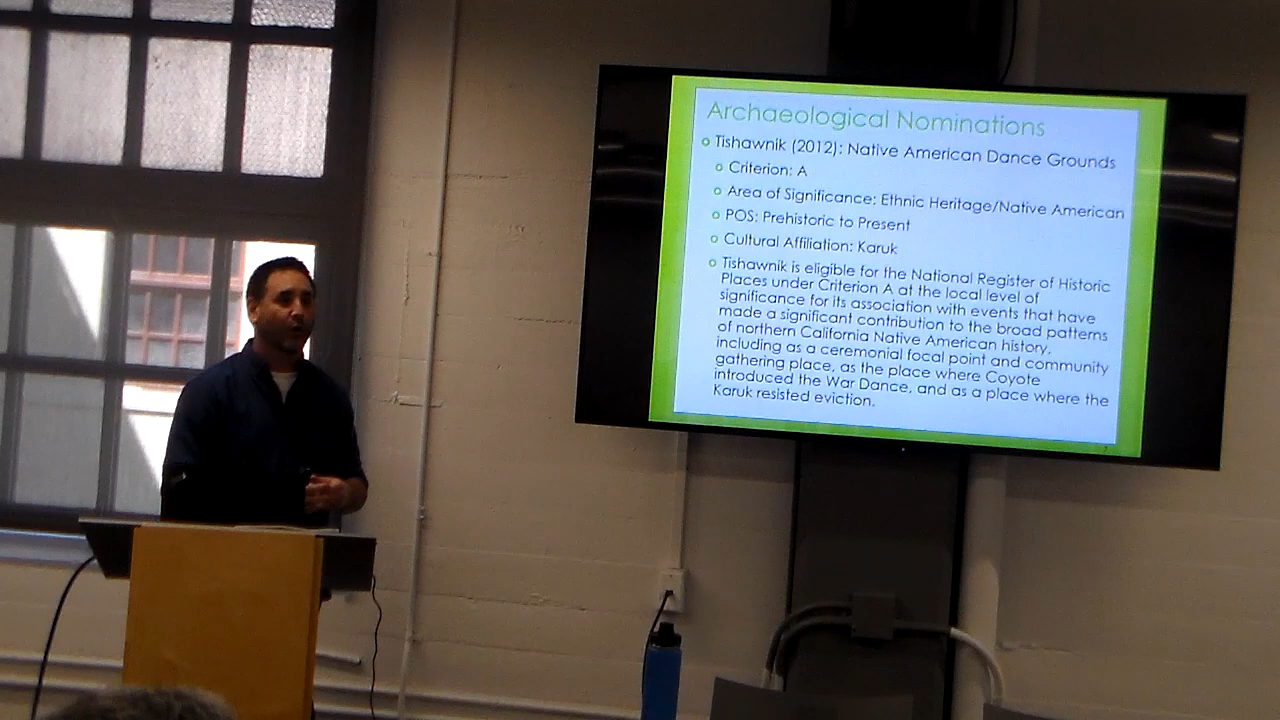 Archaeological Nominations
Tishawnik (2012): Native American Dance Grounds
Criterion: A
Area of Significance: Ethnic Heritage/Native American
POS: Prehistoric to Present
Cultural Affiliation: Karuk
Tishawnik is eligible for the National Register of Historic
Places under Criterion A at the local level of
significance for its association with events that have
made a significant contribution to the broad patterns
of northern California Native American history,
including as a ceremonial focal point and community
gathering place, as the place where Coyote
introduced the War Dance, and as a place where the
Karuk resisted eviction.